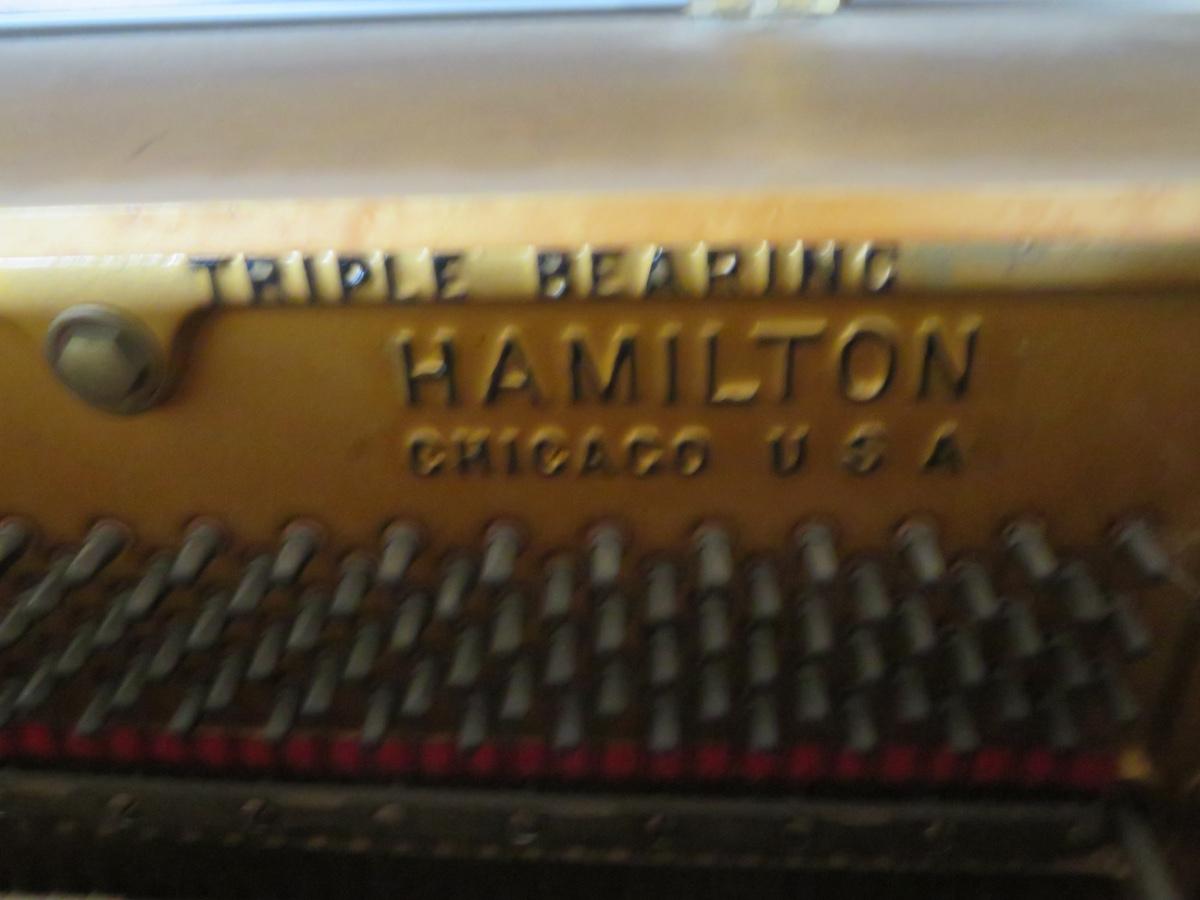 TRIPLE BEARING
HAMILTON
CHICAGO U S A